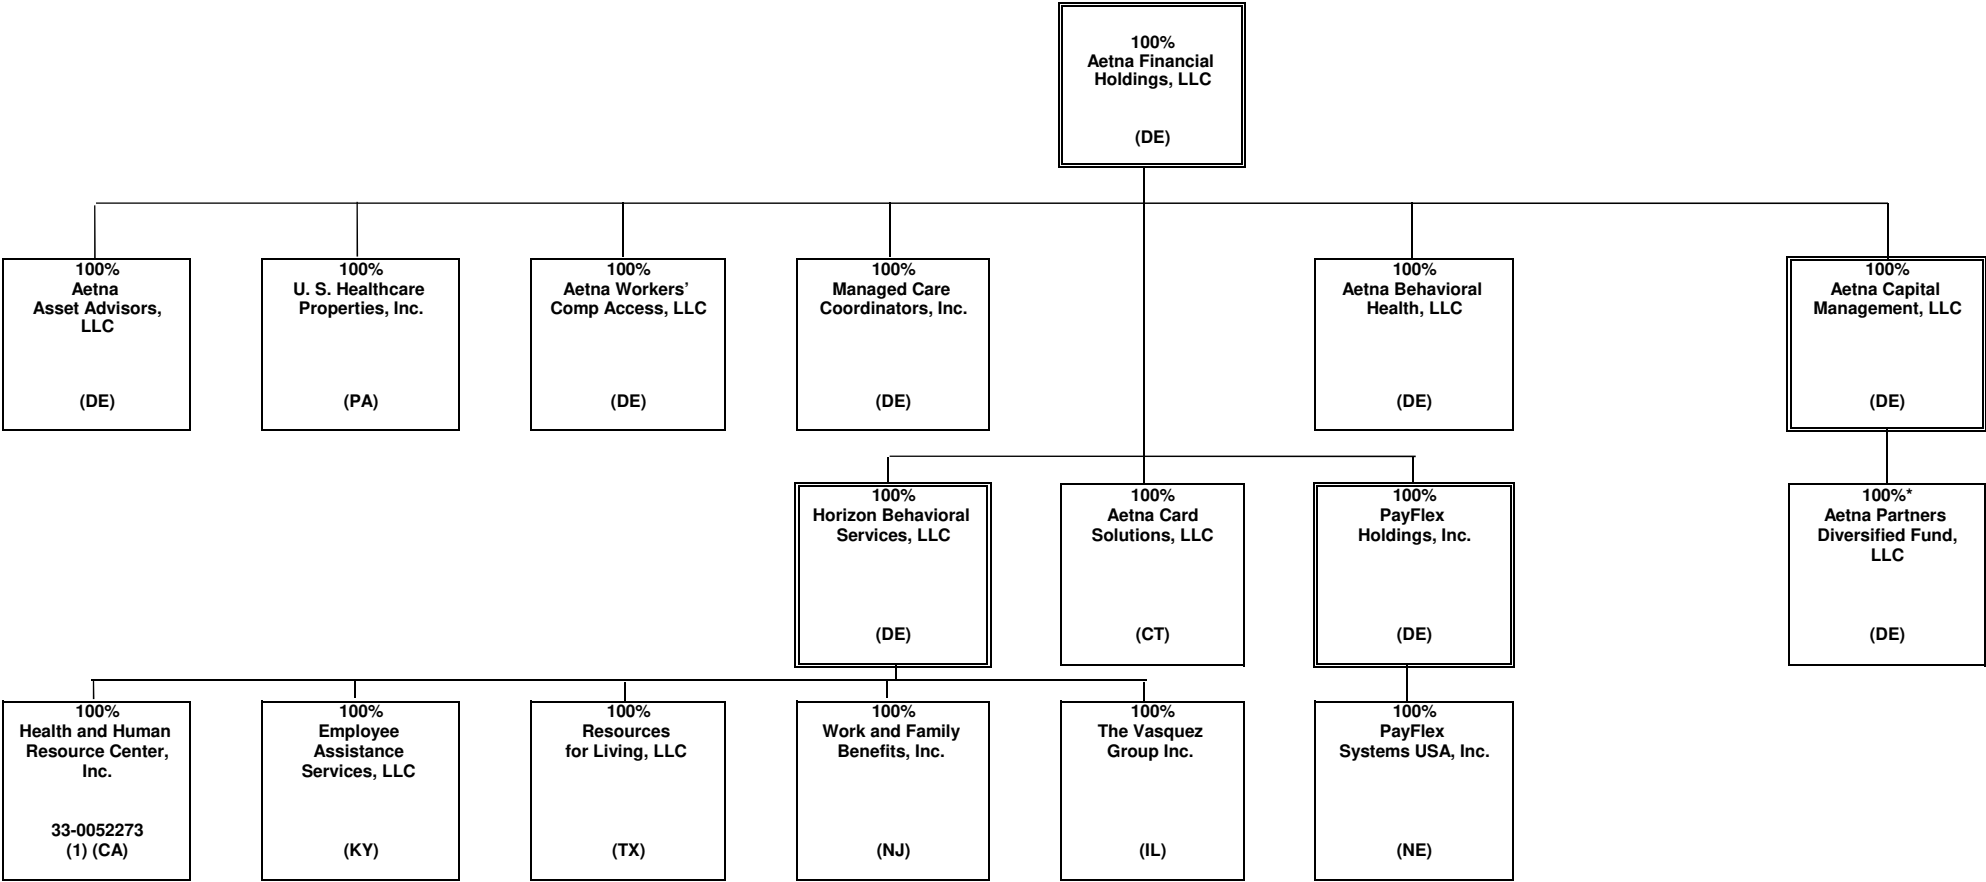 100%
Aetna Financial
Holdings, LLC
(DE)
100%
Aetna
Asset Advisors,
LLC
(DE)
100%
U. S. Healthcare
Properties, Inc.
(PA)
100%
Aetna Workers’
Comp Access, LLC
(DE)
100%
Managed Care
Coordinators, Inc.
(DE)
100%
Aetna Behavioral
Health, LLC
(DE)
100%
Aetna Capital
Management, LLC
(DE)
100%
Horizon Behavioral
Services, LLC
(DE)
100%
Aetna Card
Solutions, LLC
(CT)
100%
PayFlex
Holdings, Inc.
(DE)
100%*
Aetna Partners
Diversified Fund,
LLC
(DE)
100%
Health and Human
Resource Center,
Inc.
33-0052273
(1) (CA)
100%
Employee
Assistance
Services, LLC
(KY)
100%
Resources
for Living, LLC
(TX)
100%
Work and Family
Benefits, Inc.
(NJ)
100%
The Vasquez
Group Inc.
(IL)
100%
PayFlex
Systems USA, Inc.
(NE)